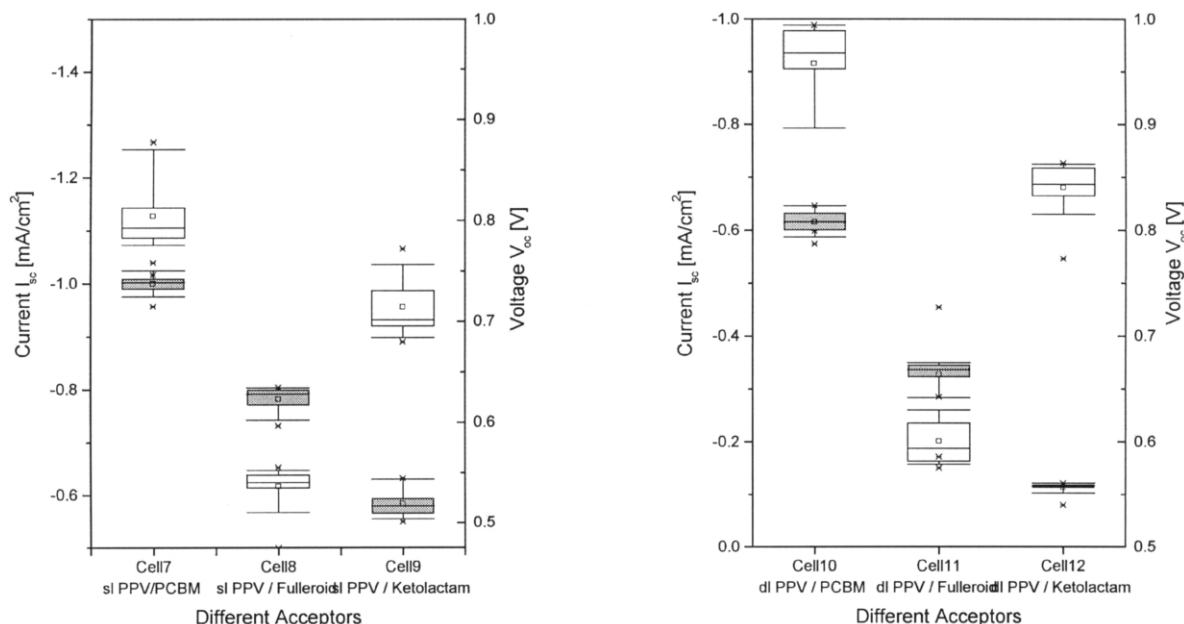 1.0
-1.4
0.9
-1.2
0.8
-1.0
0.7
-0.8
0.6
-0.6
0.5
Current Isc [mA/cm2]
Voltage Voc [V]
Cell7 Cell8 Cell9
sl PPV/PCBM sl PPV / Fulleroid sl PPV / Ketolactam
Different Acceptors
-1.0 1.0
-0.8 0.9
-0.6 0.8
0.7
-0.4
-0.2 0.6
0.0 0.5
Current Isc [mA/cm2]
Voltage Voc [V]
Cell10 Cell11 Cell12
dl PPV / PCBM dl PPV / Fulleroid dl PPV / Ketolactam
Different Acceptors